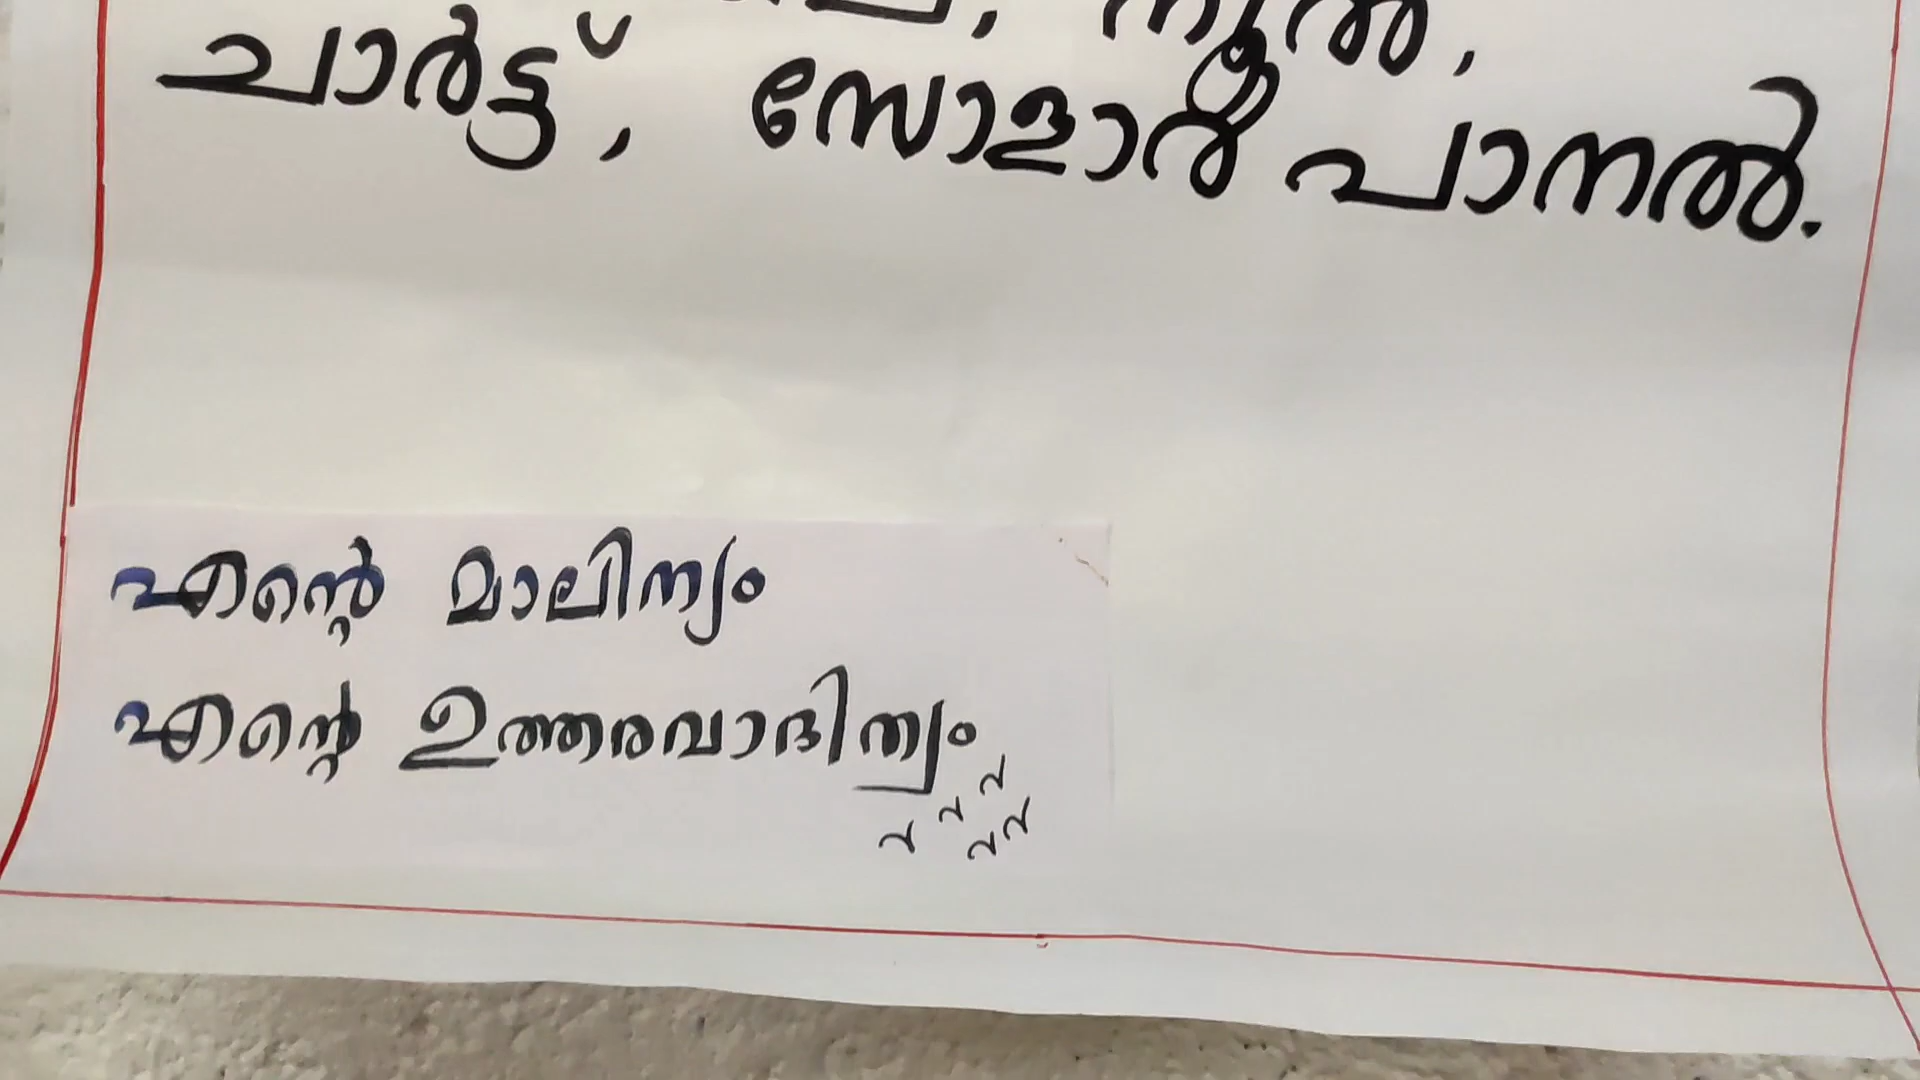 നൂൽ,
ചാർട്ട്, സോളാർ പാനൽ.
എന്റെ മാലിന്യം
എന്റെ ഉത്തരവാദിത്വം